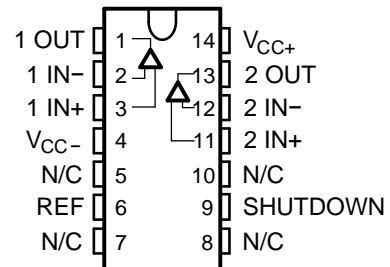 1 OUT 1 14 VCC+
1 IN− 2 13 2 OUT
1 IN+ 3 12 2 IN−
VCC− 4 11 2 IN+
N/C 5 10 N/C
REF 6 9 SHUTDOWN
N/C 7 8 N/C